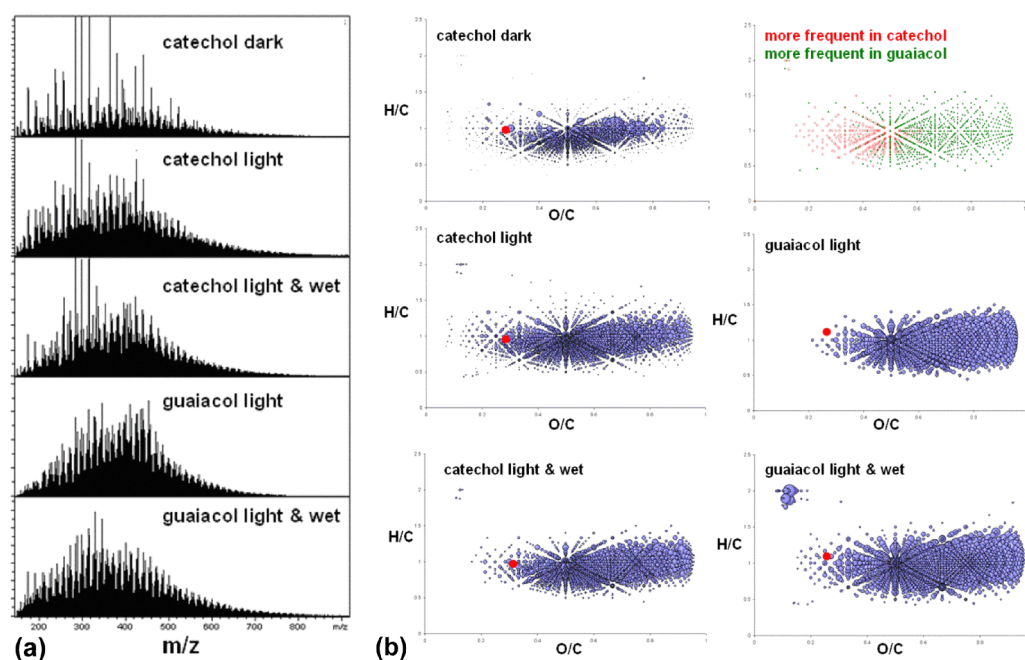 catechol dark
catechol light
catechol light & wet
guaiacol light
guaiacol light & wet
200 300 400 500 600 700 800 m/z
(a) m/z
catechol dark
H/C
O/C
more frequent in catechol
more frequent in guaiacol
catechol light
H/C
O/C
guaiacol light
H/C
O/C
catechol light & wet
H/C
O/C
guaiacol light & wet
H/C
O/C
(b)